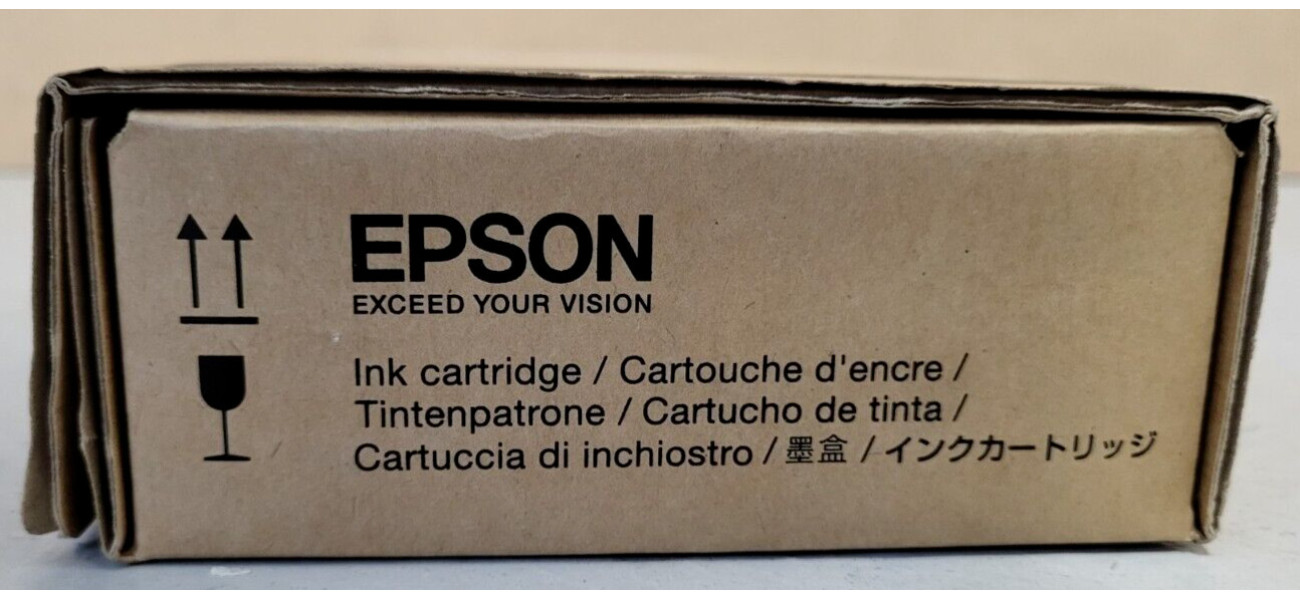 EPSON
EXCEED YOUR VISION
Ink cartridge / Cartouche d'encre /
Tintenpatrone / Cartucho de tinta /
Cartuccia di inchiostro / 墨盒 / インクカートリッジ